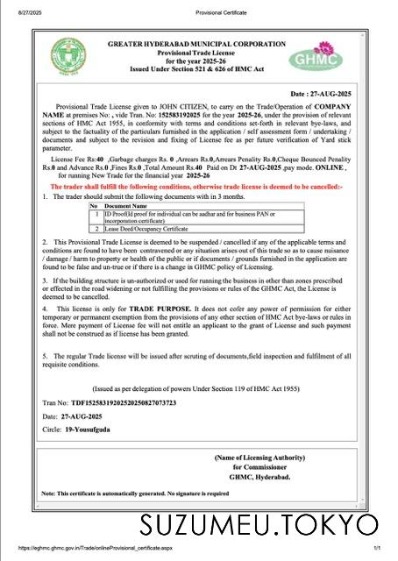 8/27/2025 Provisional Certificate
GREATER HYDERABAD MUNICIPAL CORPORATION
Provisional Trade License
for the year 2025-26
Issued Under Section 521 & 626 of HMC Act
GHMC
Date : 27-AUG-2025
Provisional Trade License given to JOHN CITIZEN, to carry on the Trade/Operation of COMPANY
NAME at premises No: , vide Tran. No: 152583192025 for the year 2025-26, under the provision of relevant
sections of HMC Act 1955, in conformity with terms and conditions set-forth in relevant bye-laws, and
subject to the factuality of the particulars furnished in the application / self assessment form / undertaking /
documents and subject to the revision and fixing of License fee as per future verification of Yard stick
parameter.
License Fee Rs:40 ,Garbage charges Rs. 0 ,Arrears Rs.0,Arrears Penality Rs.0,Cheque Bounced Penality
Rs.0 and Advance Rs.0 ,Fines Rs.0 ,Total Amount Rs.40 Paid on Dt 27-AUG-2025 ,pay mode. ONLINE.,
for running New Trade for the financial year 2025-26
The trader shall fulfill the following conditions, otherwise trade license is deemed to be cancelled:-
1. The trader should submit the following documents with in 3 months.
No Document Name
1 ID Proof(Id proof for individual can be aadhar and for business PAN or
incorporation certificate)
2 Lease Deed/Occupancy Certificate
2. This Provisional Trade License is deemed to be suspended / cancelled if any of the applicable terms and
conditions are found to have been contravened or any situation arises out of this trade so as to cause nuisance
/ damage / harm to property or health of the public or if documents / grounds furnished in the application are
found to be false and un-true or if there is a change in GHMC policy of Licensing.
3. If the building structure is un-authorized or used for running the business in other than zones prescribed
or effected in the road widening or not fulfilling the provisions or rules of the GHMC Act, the License is
deemed to be cancelled.
4. This license is only for TRADE PURPOSE. It does not cofer any power of permission for either
temporary or permanent exemption from the provisions of any other section of HMC Act bye-laws or rules in
force. Mere payment of License fee will not entitle an applicant to the grant of License and such payment
shall not be construed as if license has been granted.
5. The regular Trade license will be issued after scruting of documents,field inspection and fulfilment of all
requisite conditions.
(Issued as per delegation of powers Under Section 119 of HMC Act 1955)
Tran No: TDF15258319202520250827073723
Date: 27-AUG-2025
Circle: 19-Yousufguda
(Name of Licensing Authority)
for Commissioner
GHMC, Hyderabad.
Note: This certificate is automatically generated. No signature is required
SUZUMEU.TOKYO
https://eghmc.ghmc.gov.in/Trade/onlineProvisional_certificate.aspx 1/1